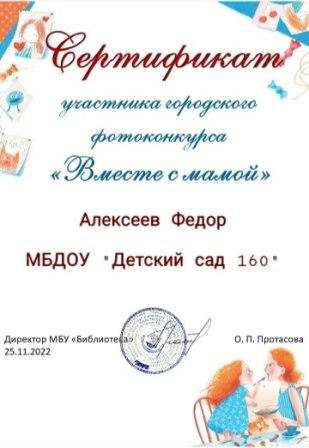 Сертификат
участника городского
фотоконкурса
«Вместе с мамой»
Алексеев Федор
МБДОУ "Детский сад 160"
Директор МБУ «Библиотека»
О. П. Протасова
25.11.2022